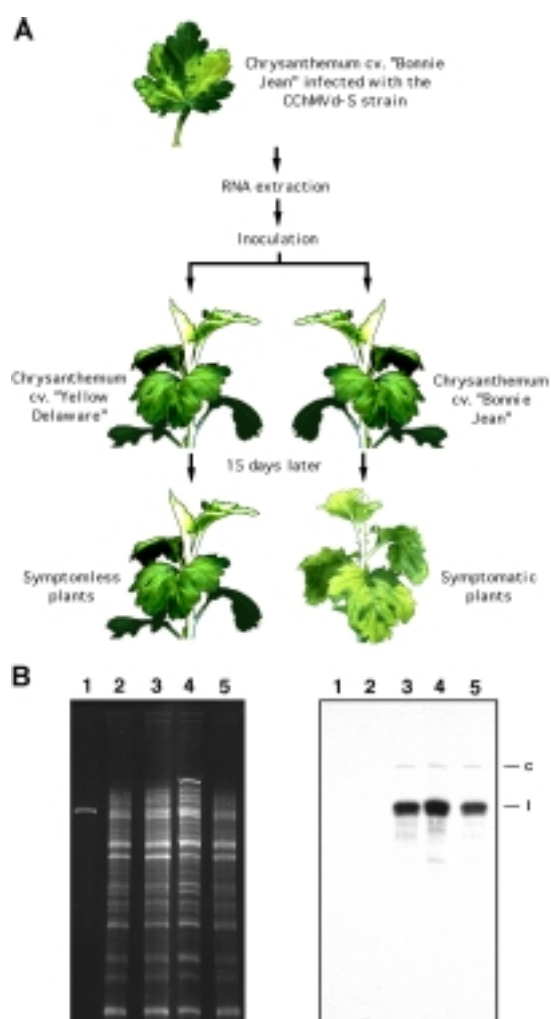 A
Chrysanthemum cv. "Bonnie
Jean" infected with the
CChMVd-S strain
RNA extraction
Inoculation
Chrysanthemum
cv. "Yellow
Delaware"
Chrysanthemum
cv. "Bonnie
Jean"
15 days later
Symptomless
plants
Symptomatic
plants
B
1 2 3 4 5
1 2 3 4 5
c
l